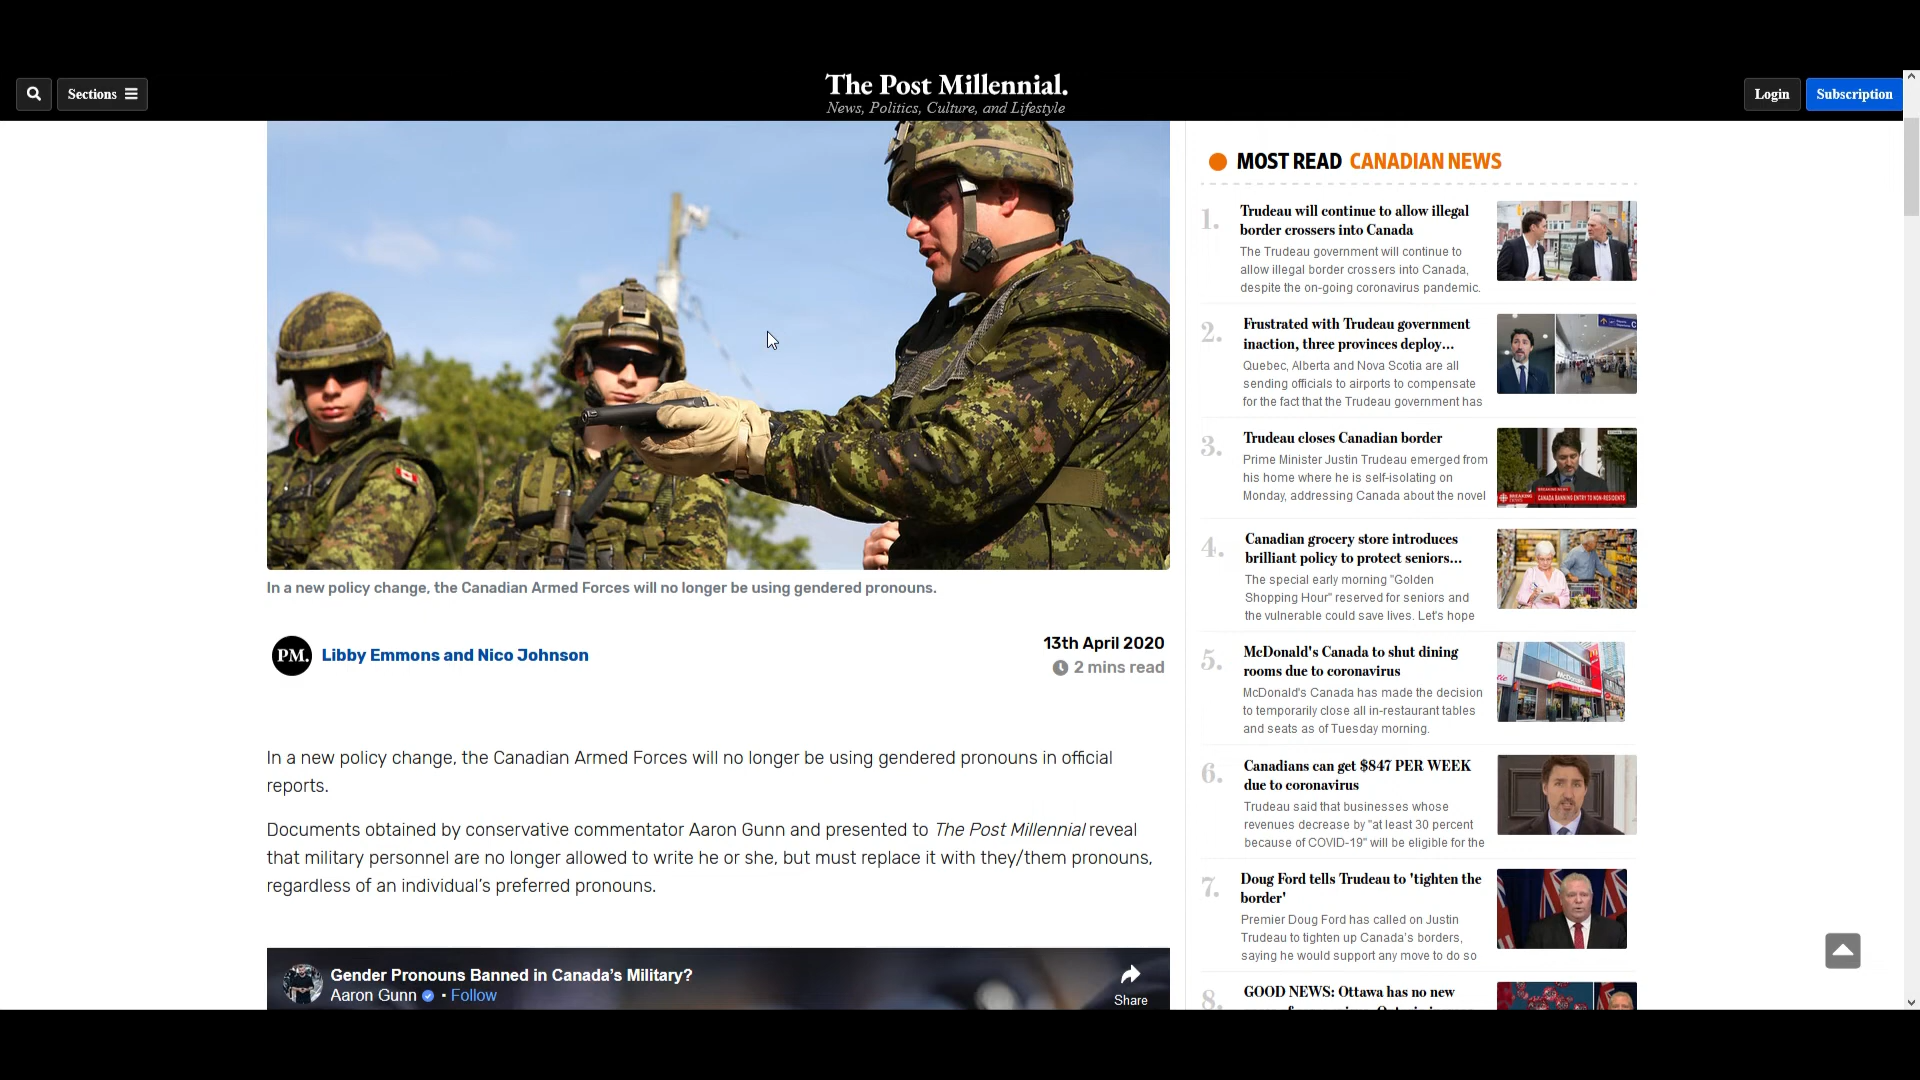 Sections
The Post Millennial.
News, Politics, Culture, and Lifestyle
Login
Subscription
In a new policy change, the Canadian Armed Forces will no longer be using gendered pronouns.
PM.
Libby Emmons and Nico Johnson
13th April 2020
2 mins read
In a new policy change, the Canadian Armed Forces will no longer be using gendered pronouns in official
reports.
Documents obtained by conservative commentator Aaron Gunn and presented to The Post Millennial reveal
that military personnel are no longer allowed to write he or she, but must replace it with they/them pronouns,
regardless of an individual’s preferred pronouns.
Gender Pronouns Banned in Canada’s Military?
Aaron Gunn • Follow
Share
MOST READ CANADIAN NEWS
1. Trudeau will continue to allow illegal
border crossers into Canada
The Trudeau government will continue to
allow illegal border crossers into Canada,
despite the on-going coronavirus pandemic.
2. Frustrated with Trudeau government
inaction, three provinces deploy...
Quebec, Alberta and Nova Scotia are all
sending officials to airports to compensate
for the fact that the Trudeau government has
3. Trudeau closes Canadian border
Prime Minister Justin Trudeau emerged from
his home where he is self-isolating on
Monday, addressing Canada about the novel
CANADA BANNING ENTRY TO NON-RESIDENTS
4. Canadian grocery store introduces
brilliant policy to protect seniors...
The special early morning "Golden
Shopping Hour" reserved for seniors and
the vulnerable could save lives. Let's hope
5. McDonald's Canada to shut dining
rooms due to coronavirus
McDonald's Canada has made the decision
to temporarily close all in-restaurant tables
and seats as of Tuesday morning.
6. Canadians can get $847 PER WEEK
due to coronavirus
Trudeau said that businesses whose
revenues decrease by "at least 30 percent
because of COVID-19" will be eligible for the
7. Doug Ford tells Trudeau to 'tighten the
border'
Premier Doug Ford has called on Justin
Trudeau to tighten up Canada's borders,
saying he would support any move to do so
8. GOOD NEWS: Ottawa has no new